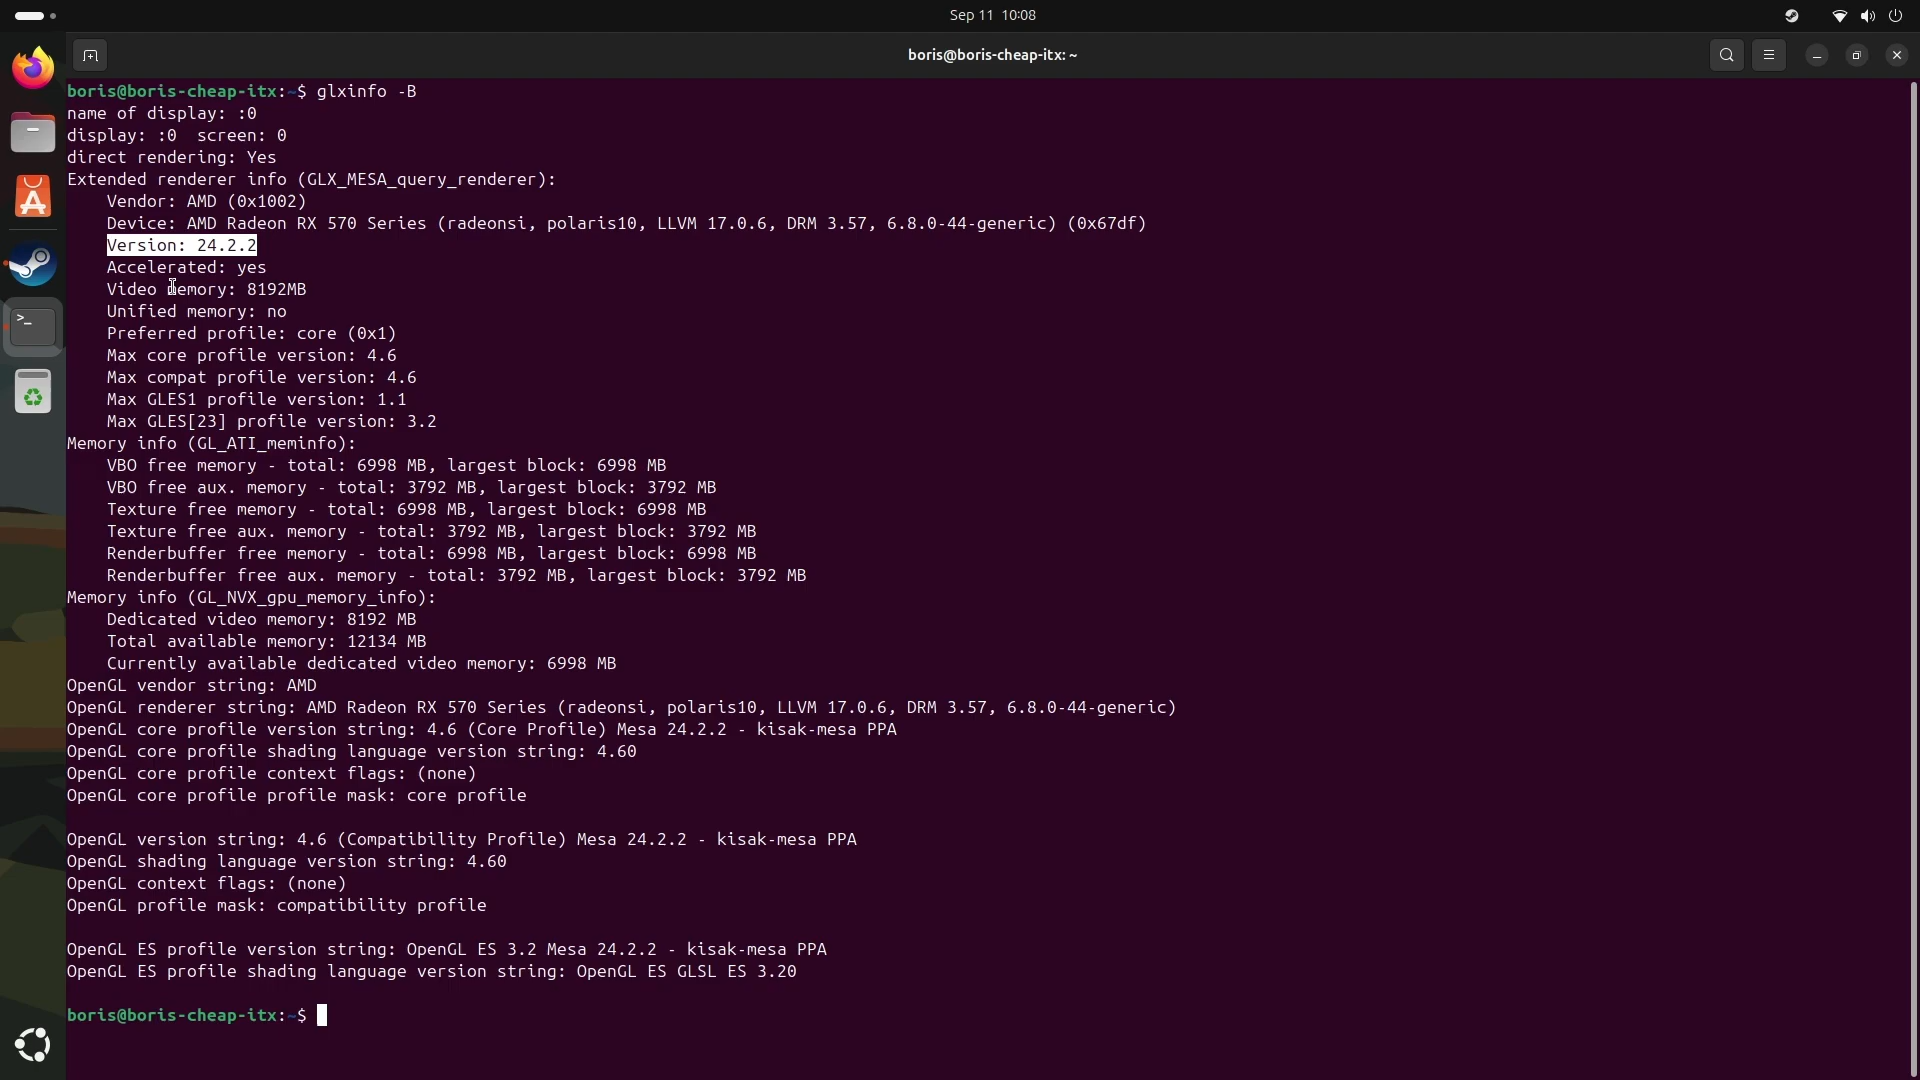 Sep 11 10:08
boris@boris-cheap-itx: ~
boris@boris-cheap-itx:~$ glxinfo -B
name of display: :0
display: :0  screen: 0
direct rendering: Yes
Extended renderer info (GLX_MESA_query_renderer):
    Vendor: AMD (0x1002)
    Device: AMD Radeon RX 570 Series (radeonsi, polaris10, LLVM 17.0.6, DRM 3.57, 6.8.0-44-generic) (0x67df)
    Version: 24.2.2
    Accelerated: yes
    Video memory: 8192MB
    Unified memory: no
    Preferred profile: core (0x1)
    Max core profile version: 4.6
    Max compat profile version: 4.6
    Max GLES1 profile version: 1.1
    Max GLES[23] profile version: 3.2
Memory info (GL_ATI_meminfo):
    VBO free memory - total: 6998 MB, largest block: 6998 MB
    VBO free aux. memory - total: 3792 MB, largest block: 3792 MB
    Texture free memory - total: 6998 MB, largest block: 6998 MB
    Texture free aux. memory - total: 3792 MB, largest block: 3792 MB
    Renderbuffer free memory - total: 6998 MB, largest block: 6998 MB
    Renderbuffer free aux. memory - total: 3792 MB, largest block: 3792 MB
Memory info (GL_NVX_gpu_memory_info):
    Dedicated video memory: 8192 MB
    Total available memory: 12134 MB
    Currently available dedicated video memory: 6998 MB
OpenGL vendor string: AMD
OpenGL renderer string: AMD Radeon RX 570 Series (radeonsi, polaris10, LLVM 17.0.6, DRM 3.57, 6.8.0-44-generic)
OpenGL core profile version string: 4.6 (Core Profile) Mesa 24.2.2 - kisak-mesa PPA
OpenGL core profile shading language version string: 4.60
OpenGL core profile context flags: (none)
OpenGL core profile profile mask: core profile

OpenGL version string: 4.6 (Compatibility Profile) Mesa 24.2.2 - kisak-mesa PPA
OpenGL shading language version string: 4.60
OpenGL context flags: (none)
OpenGL profile mask: compatibility profile

OpenGL ES profile version string: OpenGL ES 3.2 Mesa 24.2.2 - kisak-mesa PPA
OpenGL ES profile shading language version string: OpenGL ES GLSL ES 3.20

boris@boris-cheap-itx:~$